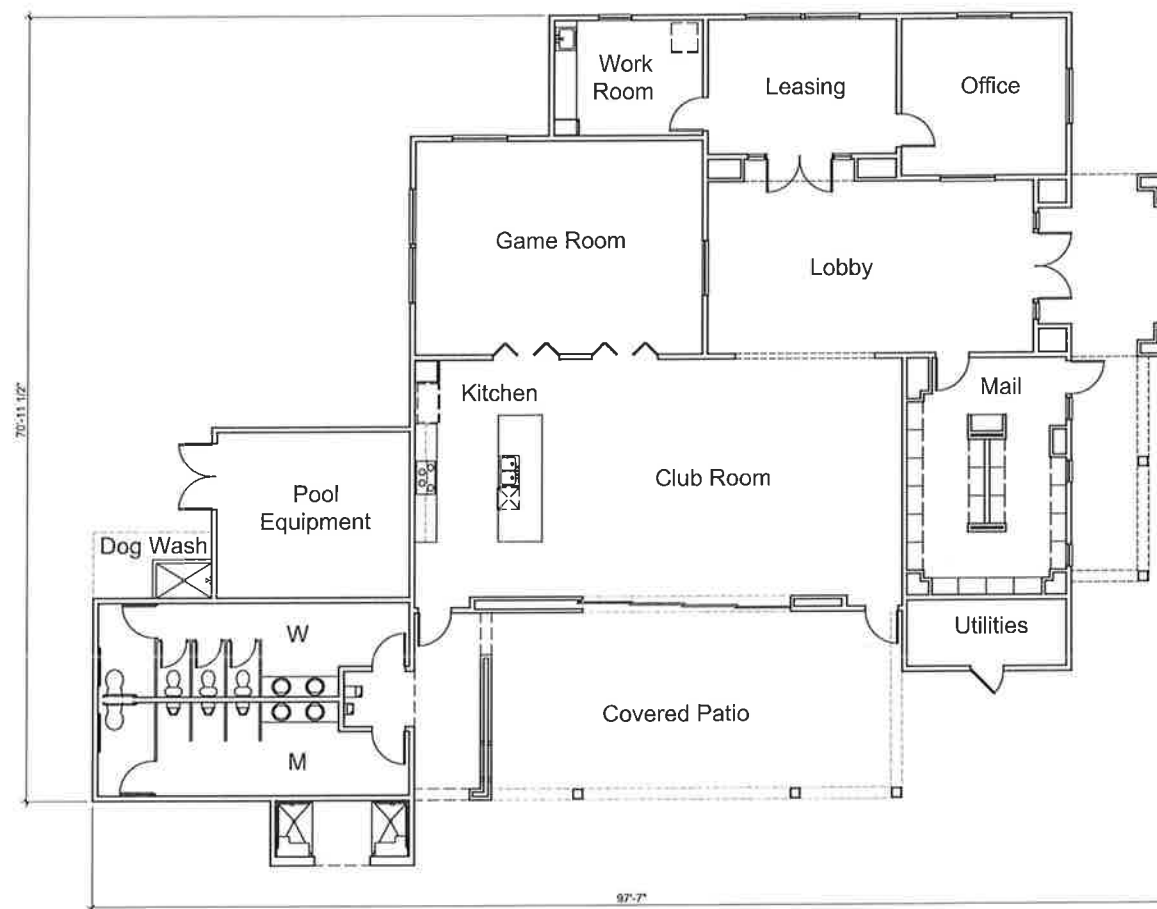 Work
Room
Leasing
Office
Game Room
Lobby
Kitchen
Mail
Club Room
Pool
Equipment
Dog Wash
Utilities
W
Covered Patio
M
70'-11 1/2"
97'-7"